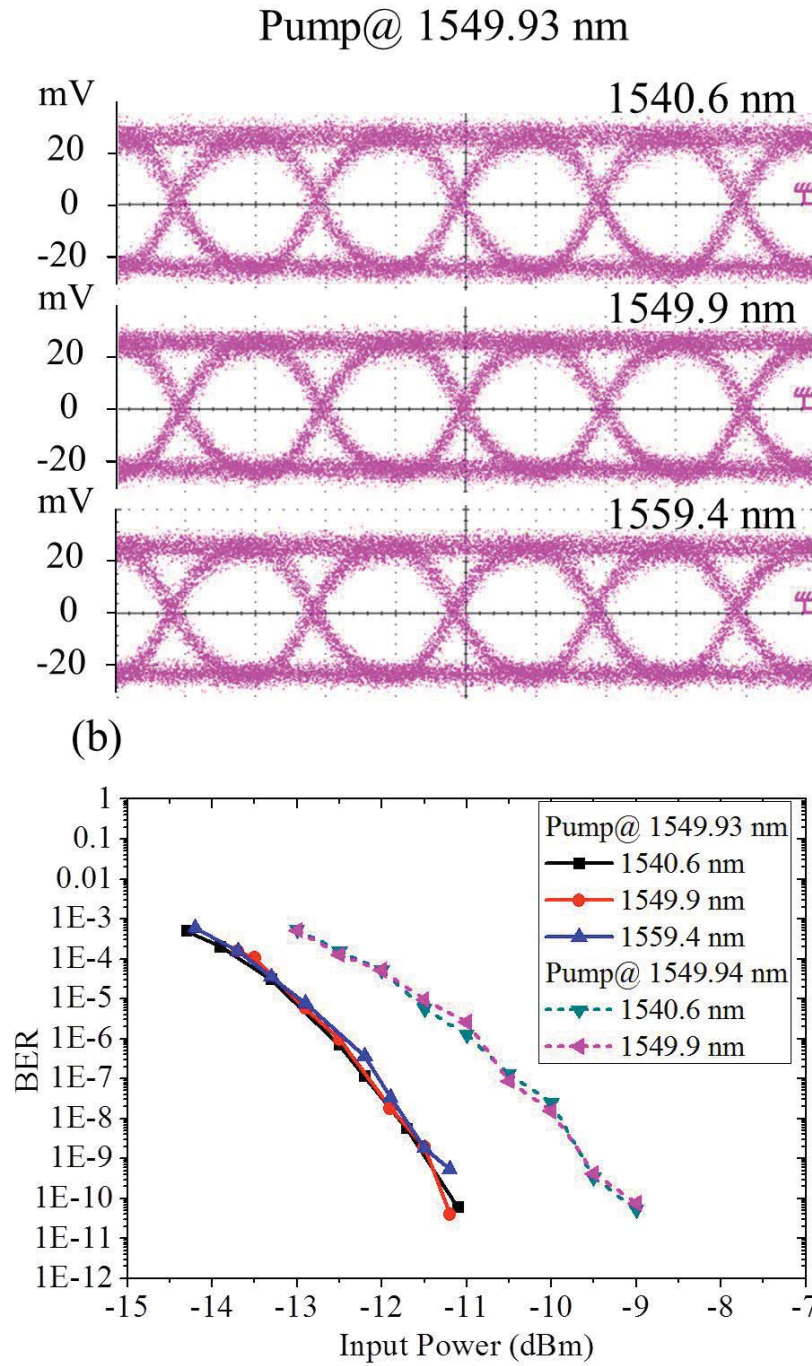 Pump@ 1549.93 nm
mV
1540.6 nm
20
0
-20
mV
1549.9 nm
20
0
-20
mV
1559.4 nm
20
0
-20
(b)
1
0.1
0.01
1E-3
1E-4
1E-5
1E-6
1E-7
1E-8
1E-9
1E-10
1E-11
1E-12
BER
Pump@ 1549.93 nm
1540.6 nm
1549.9 nm
1559.4 nm
Pump@ 1549.94 nm
1540.6 nm
1549.9 nm
-15 -14 -13 -12 -11 -10 -9 -8 -7
Input Power (dBm)